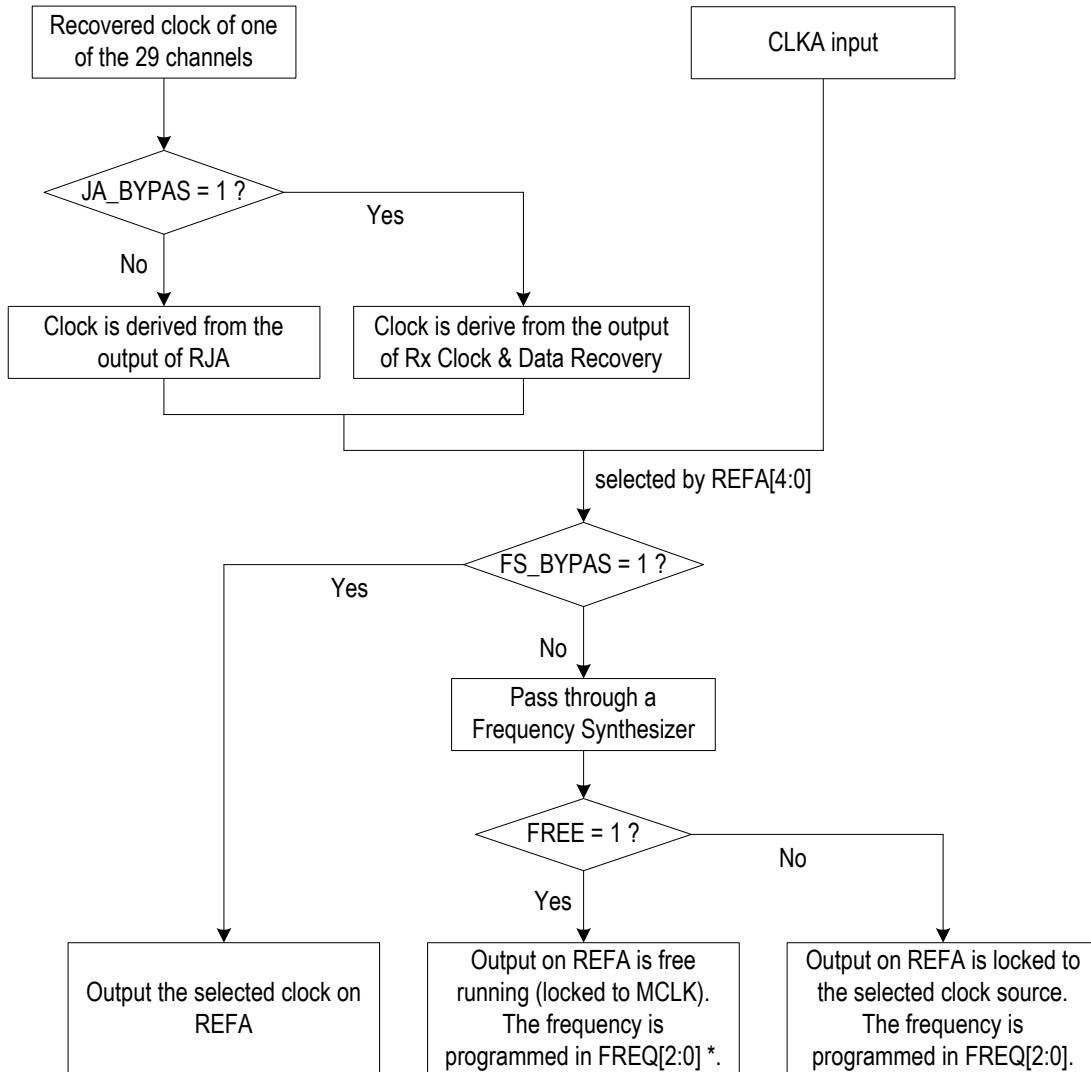 Recovered clock of one
of the 29 channels
CLKA input
JA_BYPAS = 1 ?
Yes
No
Clock is derived from the
output of RJA
Clock is derive from the output
of Rx Clock & Data Recovery
selected by REFA[4:0]
FS_BYPAS = 1 ?
Yes
No
Pass through a
Frequency Synthesizer
FREE = 1 ?
No
Yes
Output the selected clock on
REFA
Output on REFA is free
running (locked to MCLK).
The frequency is
programmed in FREQ[2:0] *.
Output on REFA is locked to
the selected clock source.
The frequency is
programmed in FREQ[2:0].